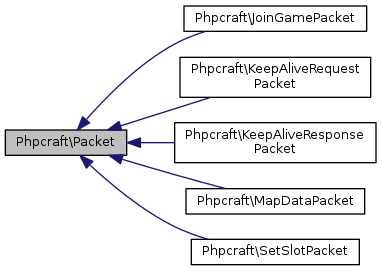 Phpcraft\JoinGamePacket
Phpcraft\KeepAliveRequest
Packet
Phpcraft\Packet
Phpcraft\KeepAliveResponse
Packet
Phpcraft\MapDataPacket
Phpcraft\SetSlotPacket